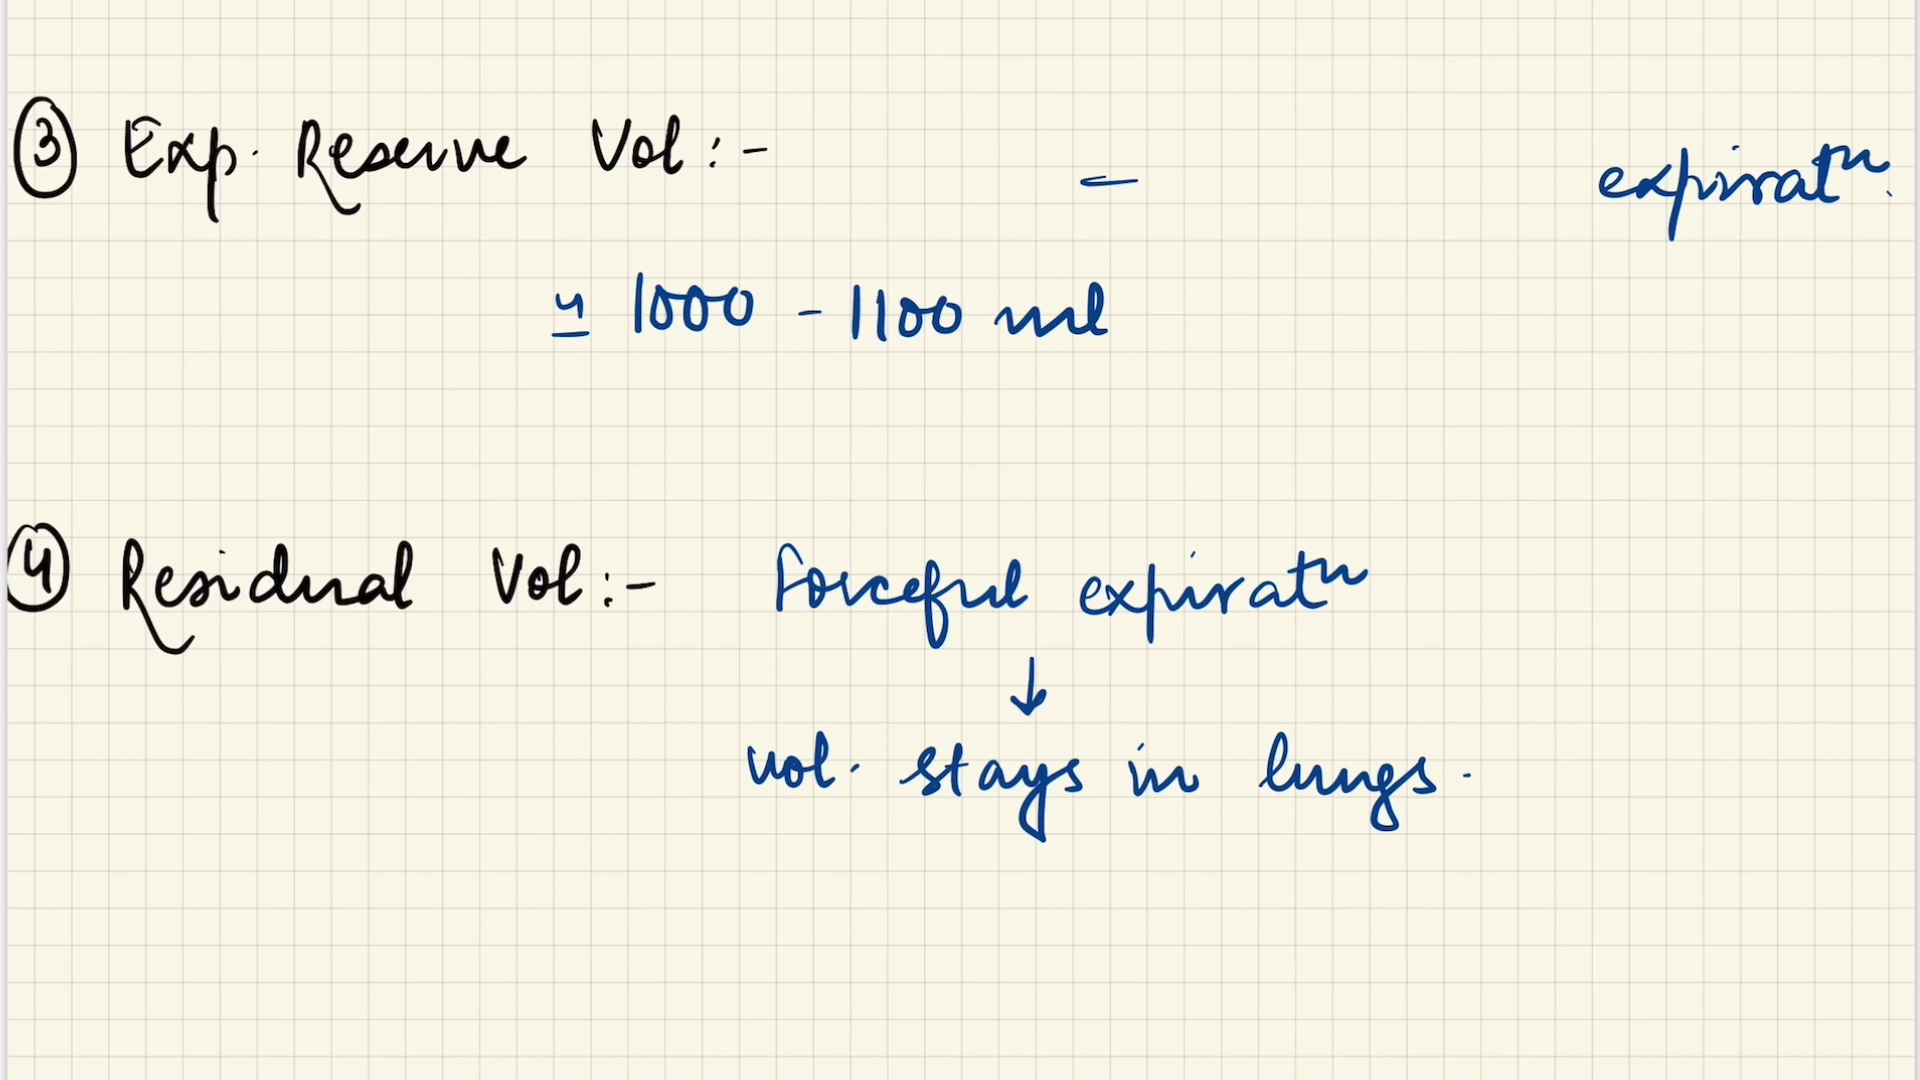 ③ Exp. Reserve Vol :- – expiratⁿ.
≃ 1000 - 1100 ml
④ Residual Vol :- Forceful expiratⁿ
↓
vol. stays in lungs.